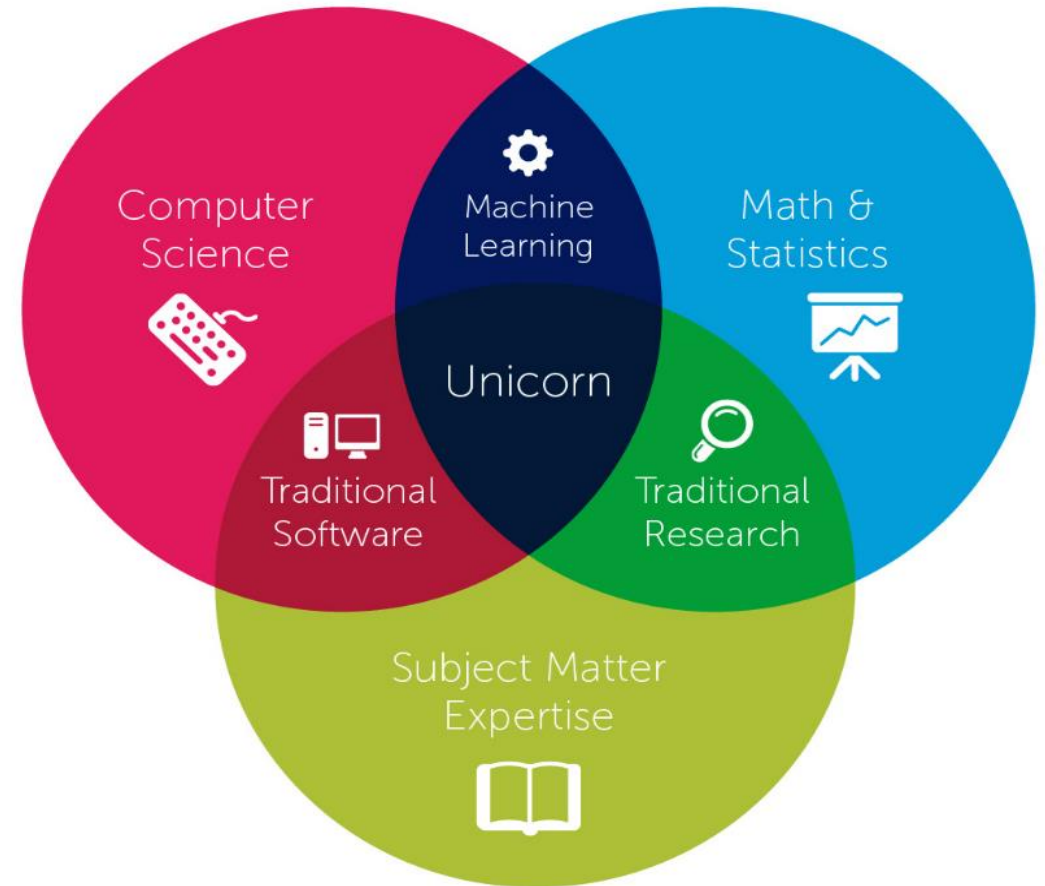 Machine
Learning
Computer
Science
Math &
Statistics
Unicorn
Traditional
Software
Traditional
Research
Subject Matter
Expertise